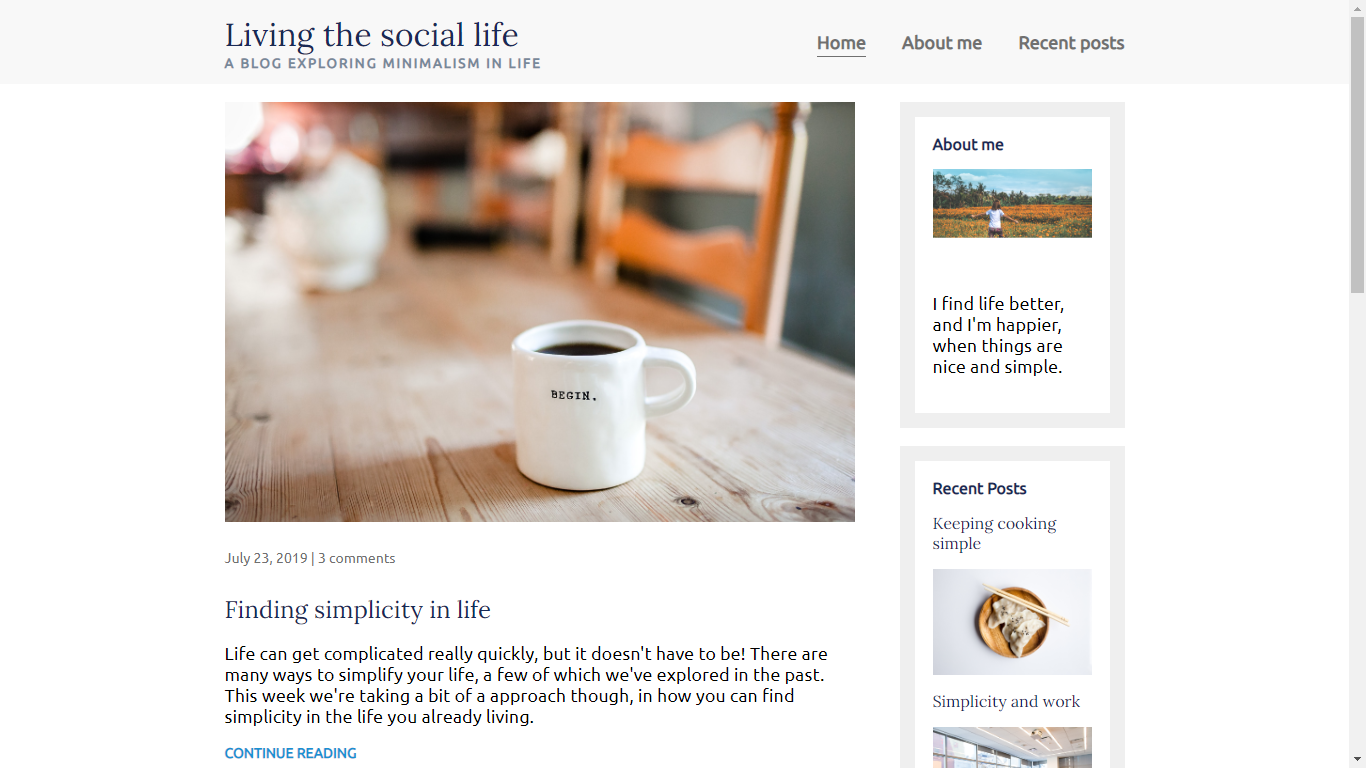 Living the social life
A BLOG EXPLORING MINIMALISM IN LIFE
Home About me Recent posts
BEGIN.
July 23, 2019 | 3 comments
Finding simplicity in life
Life can get complicated really quickly, but it doesn't have to be! There are
many ways to simplify your life, a few of which we've explored in the past.
This week we're taking a bit of a approach though, in how you can find
simplicity in the life you already living.
CONTINUE READING
About me
I find life better,
and I'm happier,
when things are
nice and simple.
Recent Posts
Keeping cooking
simple
Simplicity and work